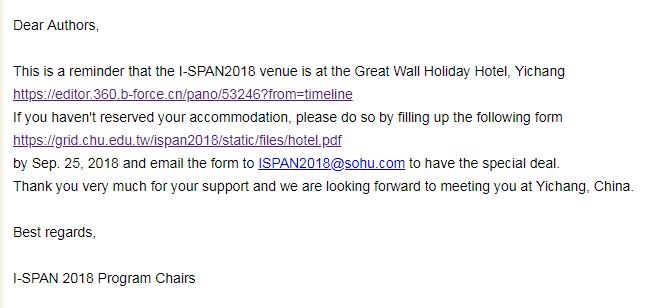 Dear Authors,
This is a reminder that the I-SPAN2018 venue is at the Great Wall Holiday Hotel, Yichang
https://editor.360.b-force.cn/pano/53246?from=timeline
If you haven't reserved your accommodation, please do so by filling up the following form
https://grid.chu.edu.tw/ispan2018/static/files/hotel.pdf
by Sep. 25, 2018 and email the form to ISPAN2018@sohu.com to have the special deal.
Thank you very much for your support and we are looking forward to meeting you at Yichang, China.
Best regards,
I-SPAN 2018 Program Chairs